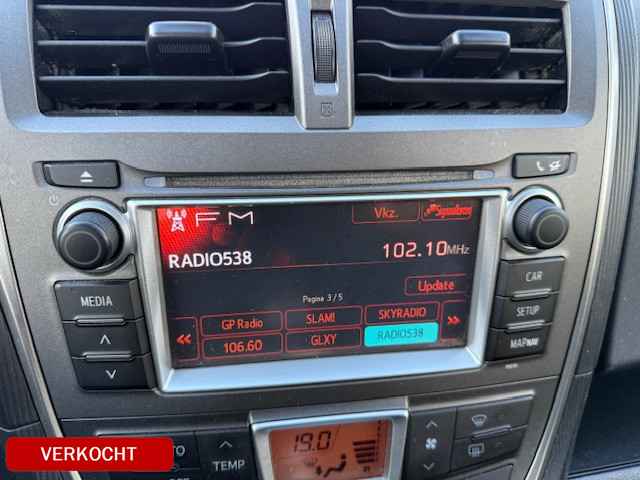 FM
Vkz.
RADIO538
102.10MHz
Update
Pagina 3 / 5
« GP Radio SLAM! SKYRADIO »
106.60 GLXY RADIO538
MEDIA
CAR
SETUP
MAP NAV
19.0
TEMP
VERKOCHT